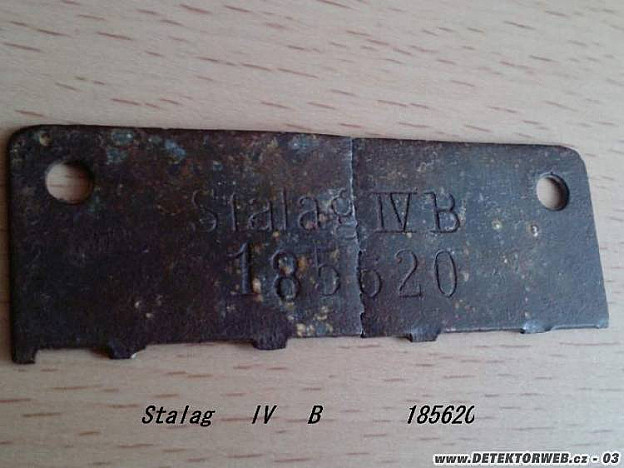 Stalag IV B
185620
Stalag IV B 185620
www.DETEKTORWEB.cz - 03